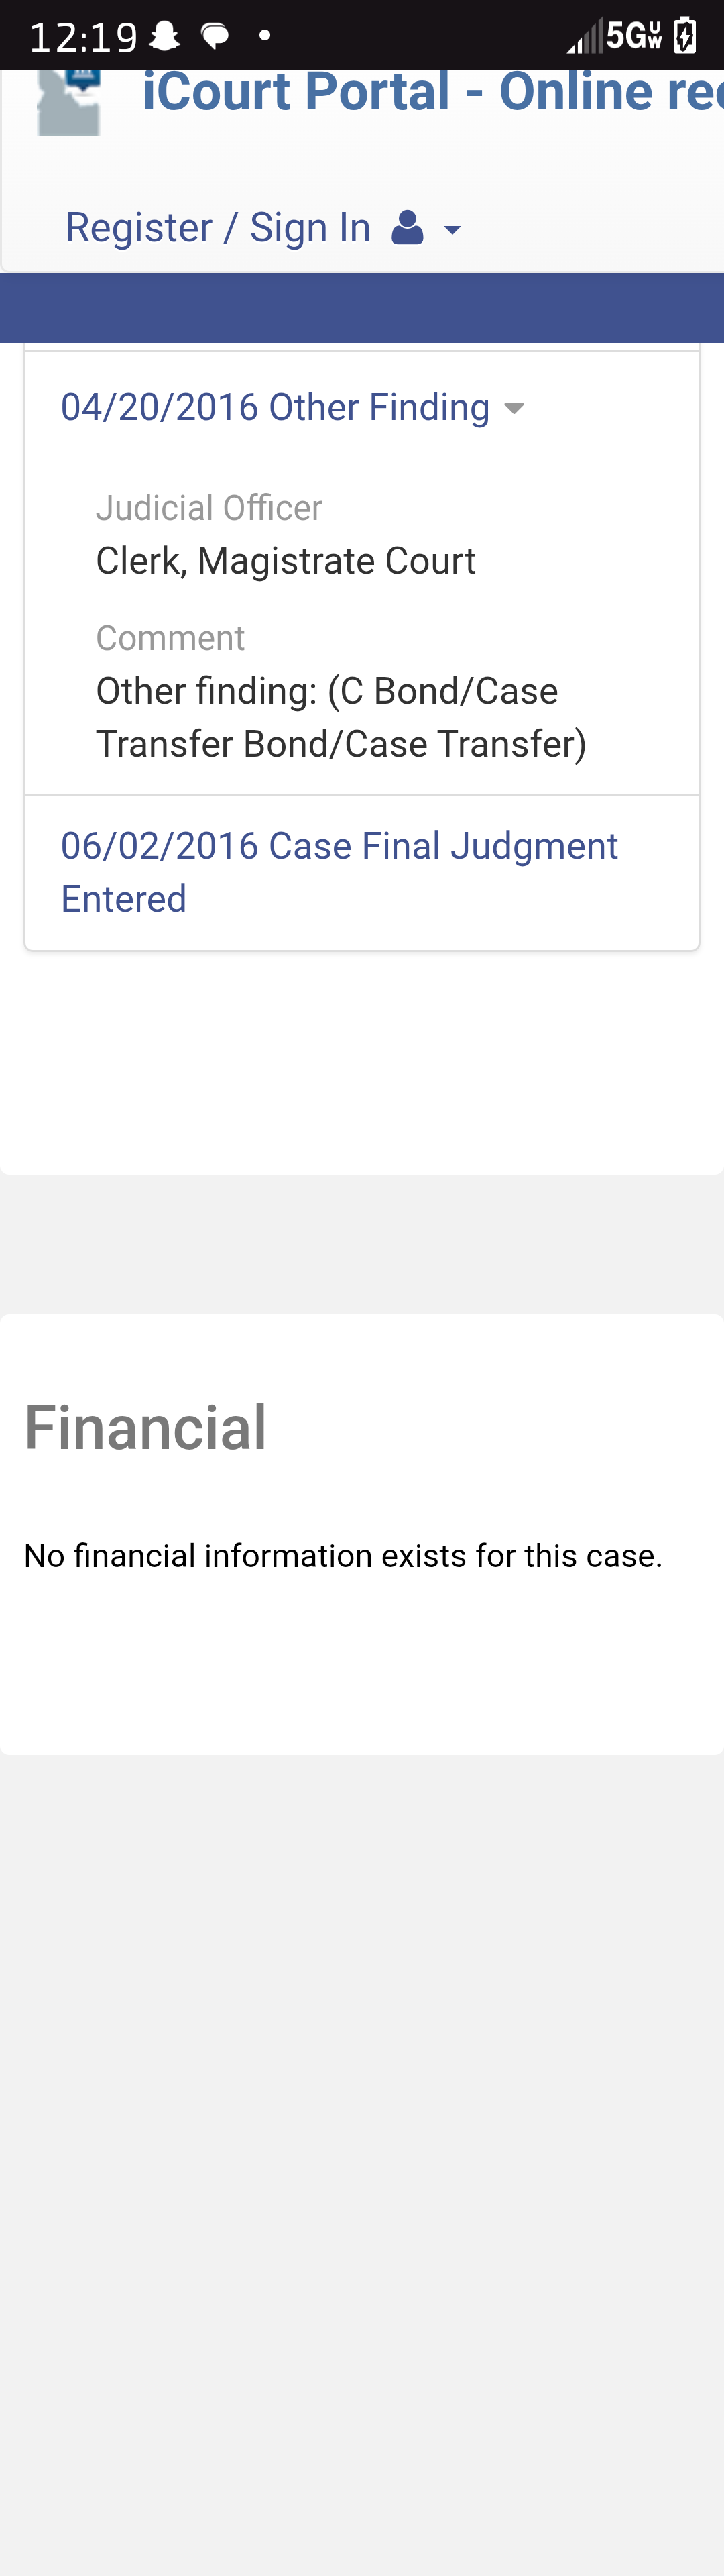 12:19 5G UW
iCourt Portal - Online
Register / Sign In
04/20/2016 Other Finding
Judicial Officer
Clerk, Magistrate Court
Comment
Other finding: (C Bond/Case
Transfer Bond/Case Transfer)
06/02/2016 Case Final Judgment
Entered
Financial
No financial information exists for this case.